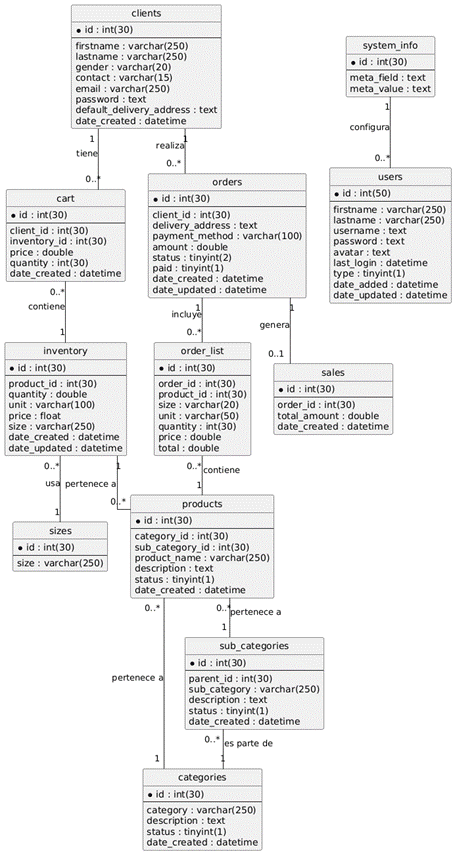 clients
id : int(30)
firstname : varchar(250)
lastname : varchar(250)
gender : varchar(20)
contact : varchar(15)
email : varchar(250)
password : text
default_delivery_address : text
date_created : datetime
system_info
id : int(30)
meta_field : text
meta_value : text
1
tiene
0..*
1
realiza
0..*
1
configura
0..*
cart
id : int(30)
client_id : int(30)
inventory_id : int(30)
price : double
quantity : int(30)
date_created : datetime
orders
id : int(30)
client_id : int(30)
delivery_address : text
payment_method : varchar(100)
amount : double
status : tinyint(2)
paid : tinyint(1)
date_created : datetime
date_updated : datetime
users
id : int(50)
firstname : varchar(250)
lastname : varchar(250)
username : text
password : text
avatar : text
last_login : datetime
type : tinyint(1)
date_added : datetime
date_updated : datetime
0..*
contiene
1
1
incluye
0..*
1
genera
0..1
inventory
id : int(30)
product_id : int(30)
quantity : double
unit : varchar(100)
price : float
size : varchar(250)
date_created : datetime
date_updated : datetime
order_list
id : int(30)
order_id : int(30)
product_id : int(30)
size : varchar(20)
unit : varchar(50)
quantity : int(30)
price : double
total : double
sales
id : int(30)
order_id : int(30)
total_amount : double
date_created : datetime
0..*
usa
1
1
pertenece a
0..*
0..*
contiene
1
sizes
id : int(30)
size : varchar(250)
products
id : int(30)
category_id : int(30)
sub_category_id : int(30)
product_name : varchar(250)
description : text
status : tinyint(1)
date_created : datetime
0..*
pertenece a
1
0..*
pertenece a
1
sub_categories
id : int(30)
parent_id : int(30)
sub_category : varchar(250)
description : text
status : tinyint(1)
date_created : datetime
0..*
es parte de
1
categories
id : int(30)
category : varchar(250)
description : text
status : tinyint(1)
date_created : datetime